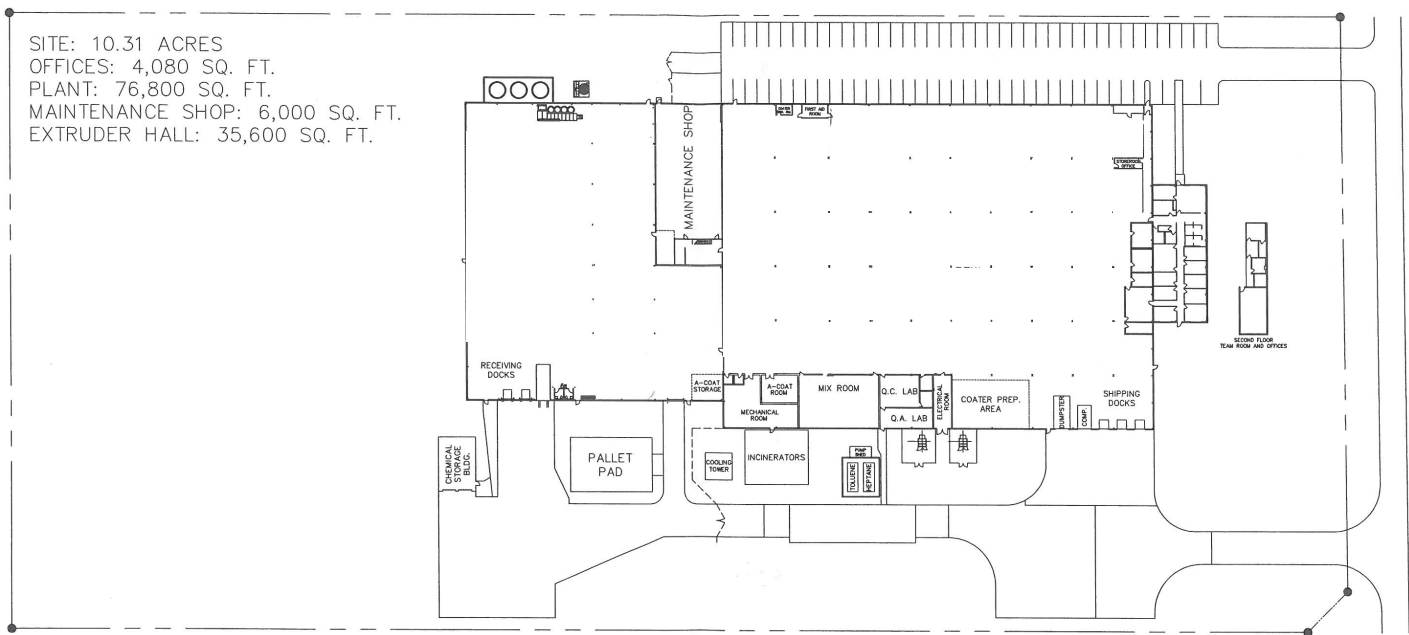 SITE: 10.31 ACRES
OFFICES: 4,080 SQ. FT.
PLANT: 76,800 SQ. FT.
MAINTENANCE SHOP: 6,000 SQ. FT.
EXTRUDER HALL: 35,600 SQ. FT.
MAINTENANCE SHOP
COATER
FIRST AID
ROOM
STOREROOM
OFFICE
SECOND FLOOR
TEAM ROOM AND OFFICES
RECEIVING
DOCKS
A-COAT
STORAGE
A-COAT
ROOM
MECHANICAL
ROOM
MIX ROOM
Q.C. LAB
Q.A. LAB
ELECTRICAL
ROOM
COATER PREP.
AREA
DUMPSTER
COMP.
SHIPPING
DOCKS
CHEMICAL
STORAGE
BLDG.
PALLET
PAD
COOLING
TOWER
INCINERATORS
PUMP
SHED
TOLUENE
HEPTANE